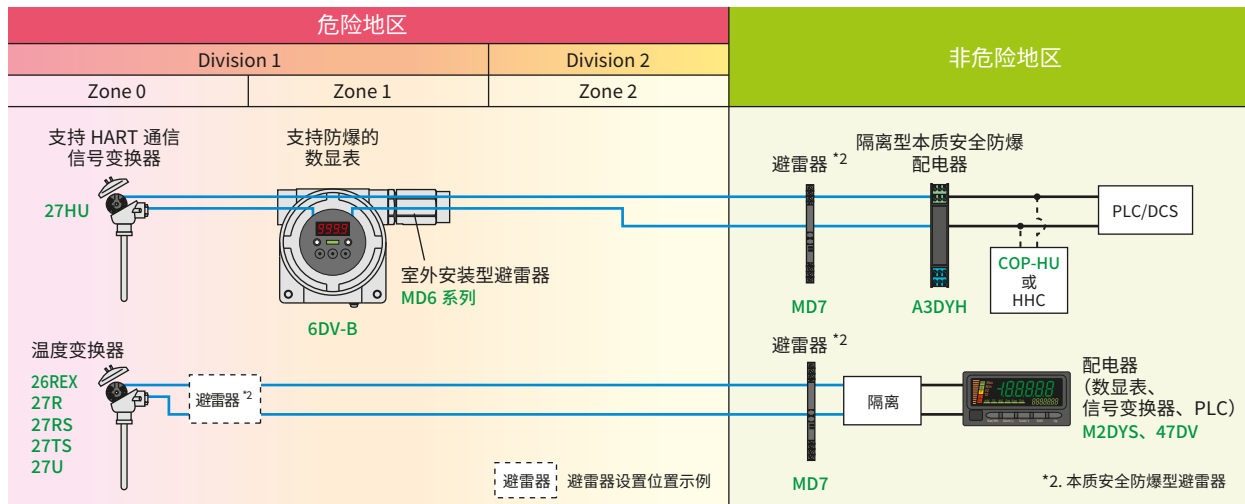 危险地区
非危险地区
Division 1
Division 2
Zone 0
Zone 1
Zone 2
支持 HART 通信
信号变换器
27HU
支持防爆的
数显表
9999
室外安装型避雷器
MD6 系列
6DV-B
避雷器 *2
MD7
隔离型本质安全防爆
配电器
A3DYH
PLC/DCS
COP-HU
或
HHC
温度变换器
26REX
27R
27RS
27TS
27U
避雷器 *2
避雷器 *2
MD7
隔离
配电器
（数显表、
信号变换器、PLC）
M2DYS、47DV
避雷器
避雷器设置位置示例
*2. 本质安全防爆型避雷器